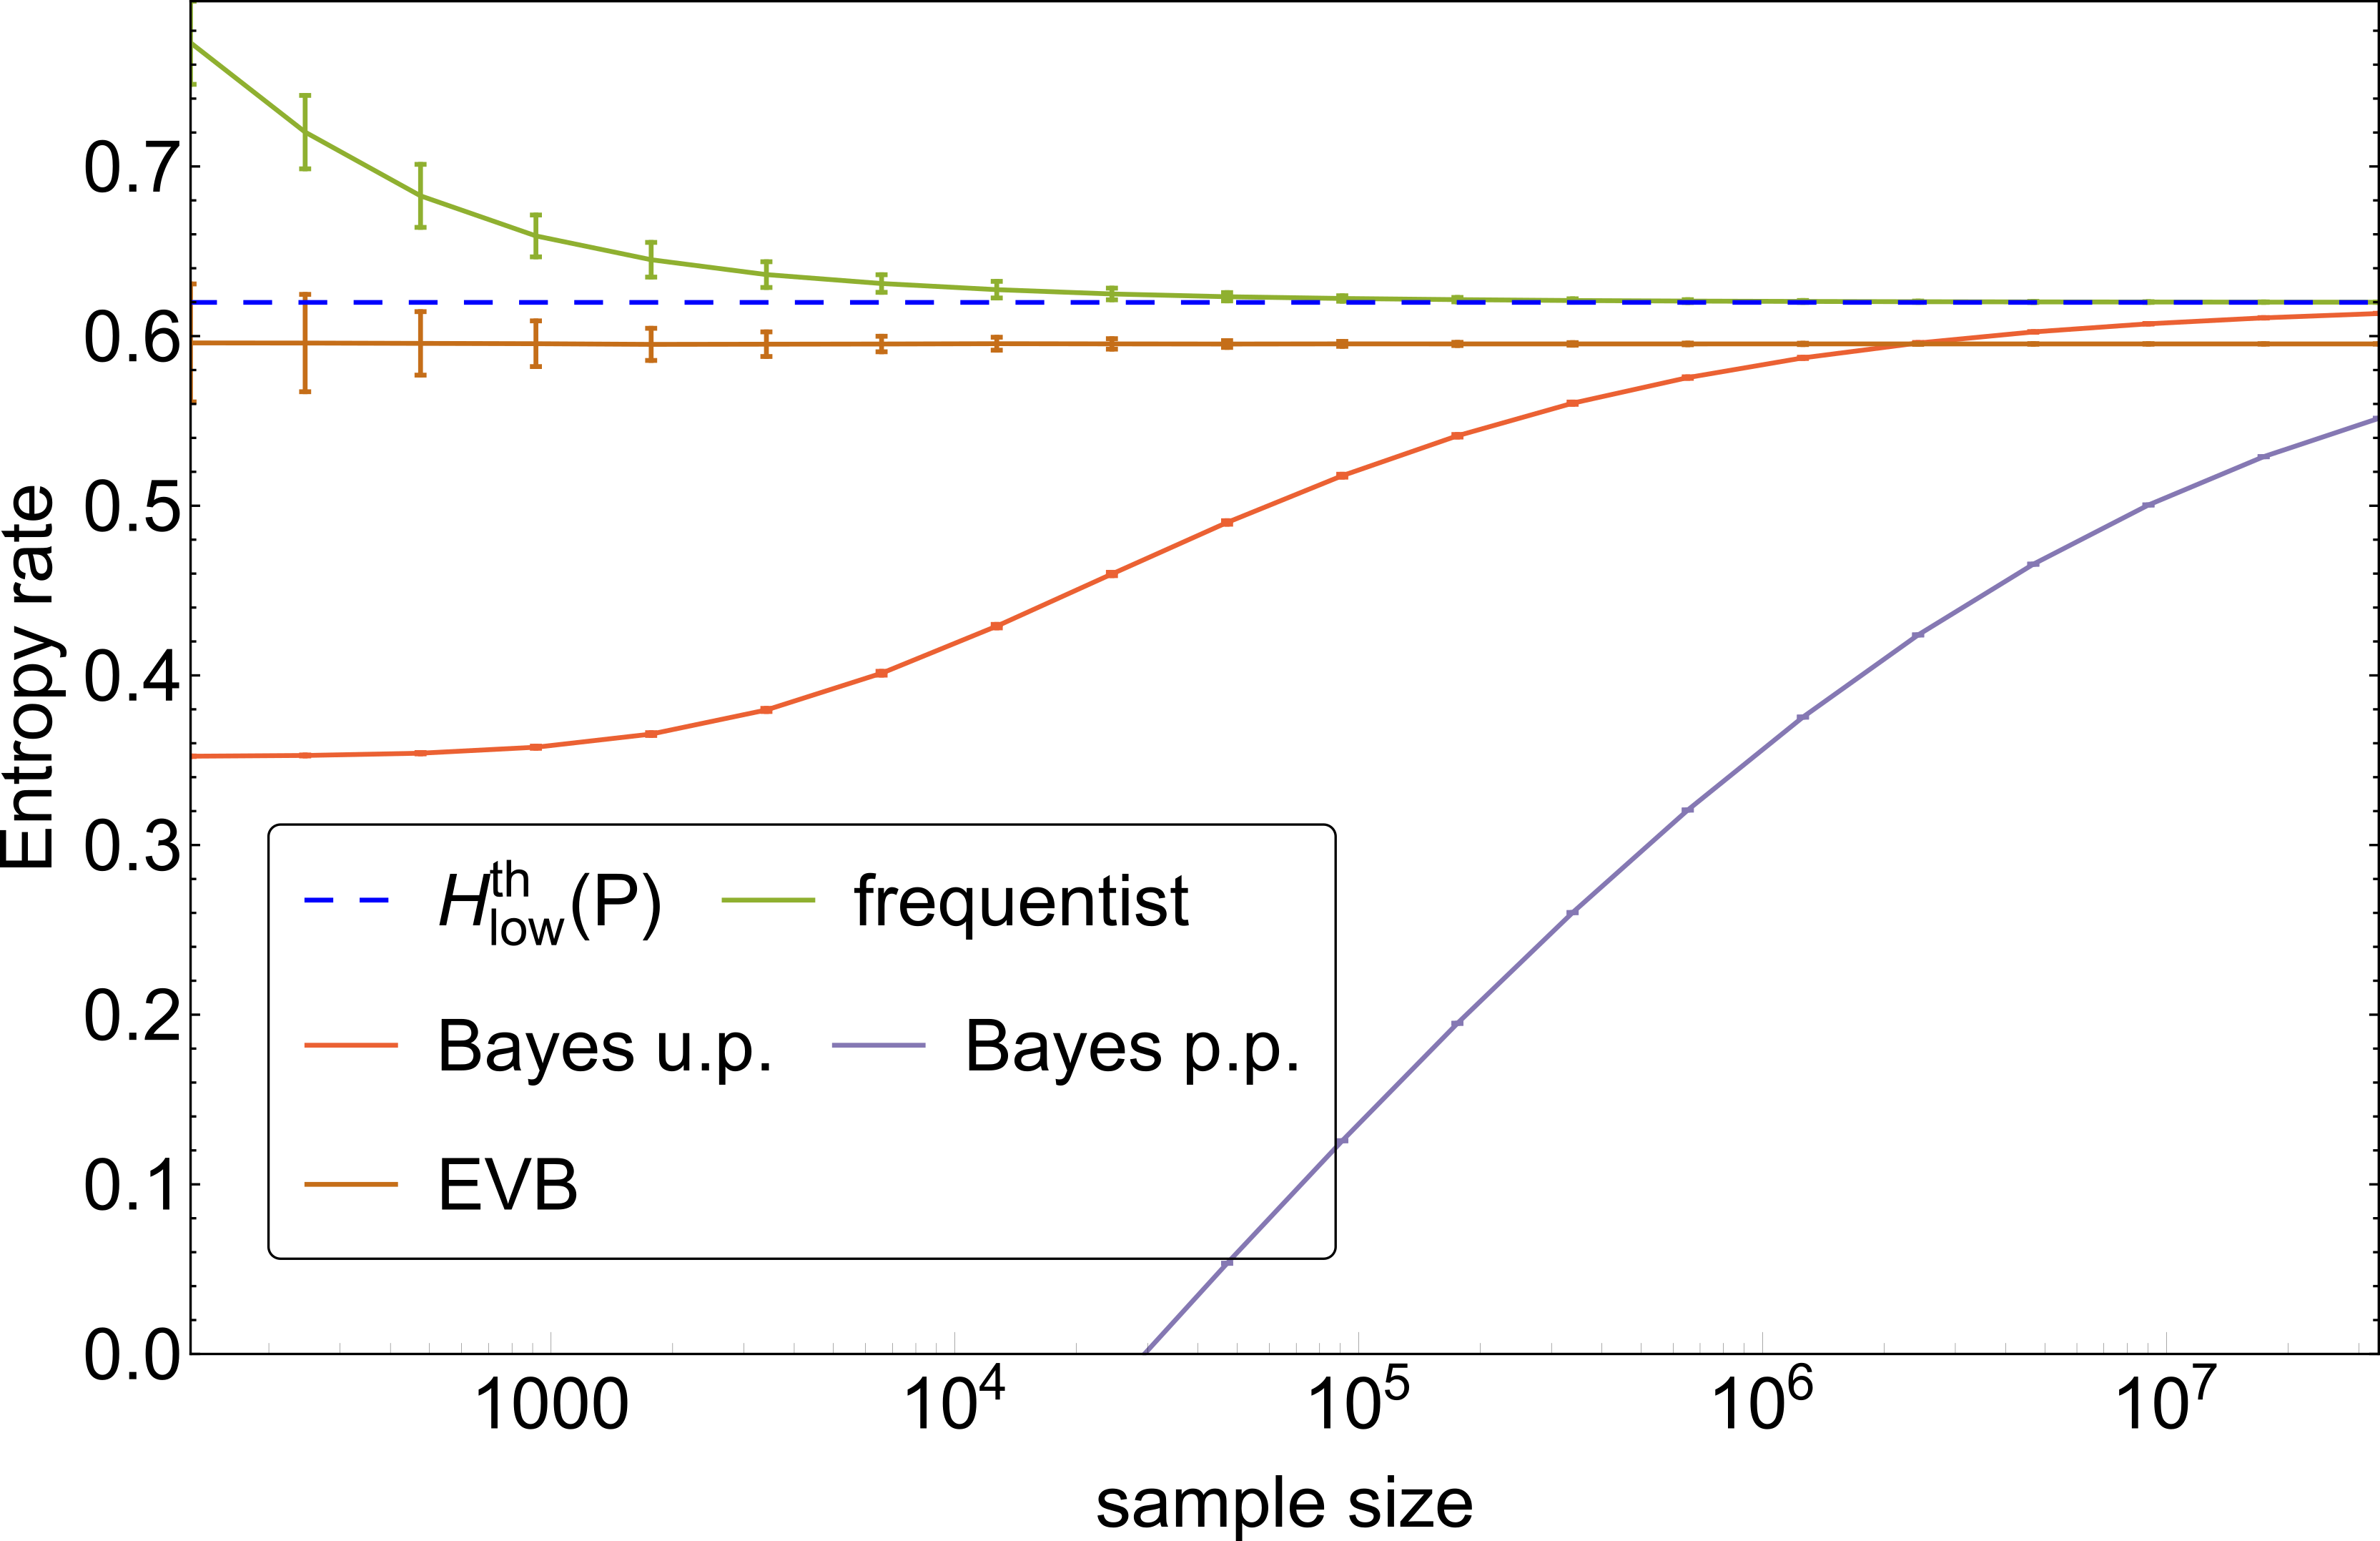 Entropy rate
0.7
0.6
0.5
0.4
0.3
0.2
0.1
0.0
H^th_low(P) frequentist
Bayes u.p. Bayes p.p.
EVB
1000 10^4 10^5 10^6 10^7
sample size